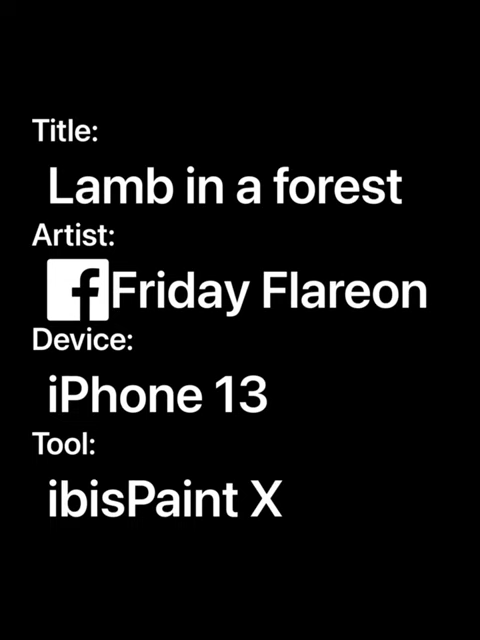 Title:
Lamb in a forest
Artist:
Friday Flareon
Device:
iPhone 13
Tool:
ibisPaint X